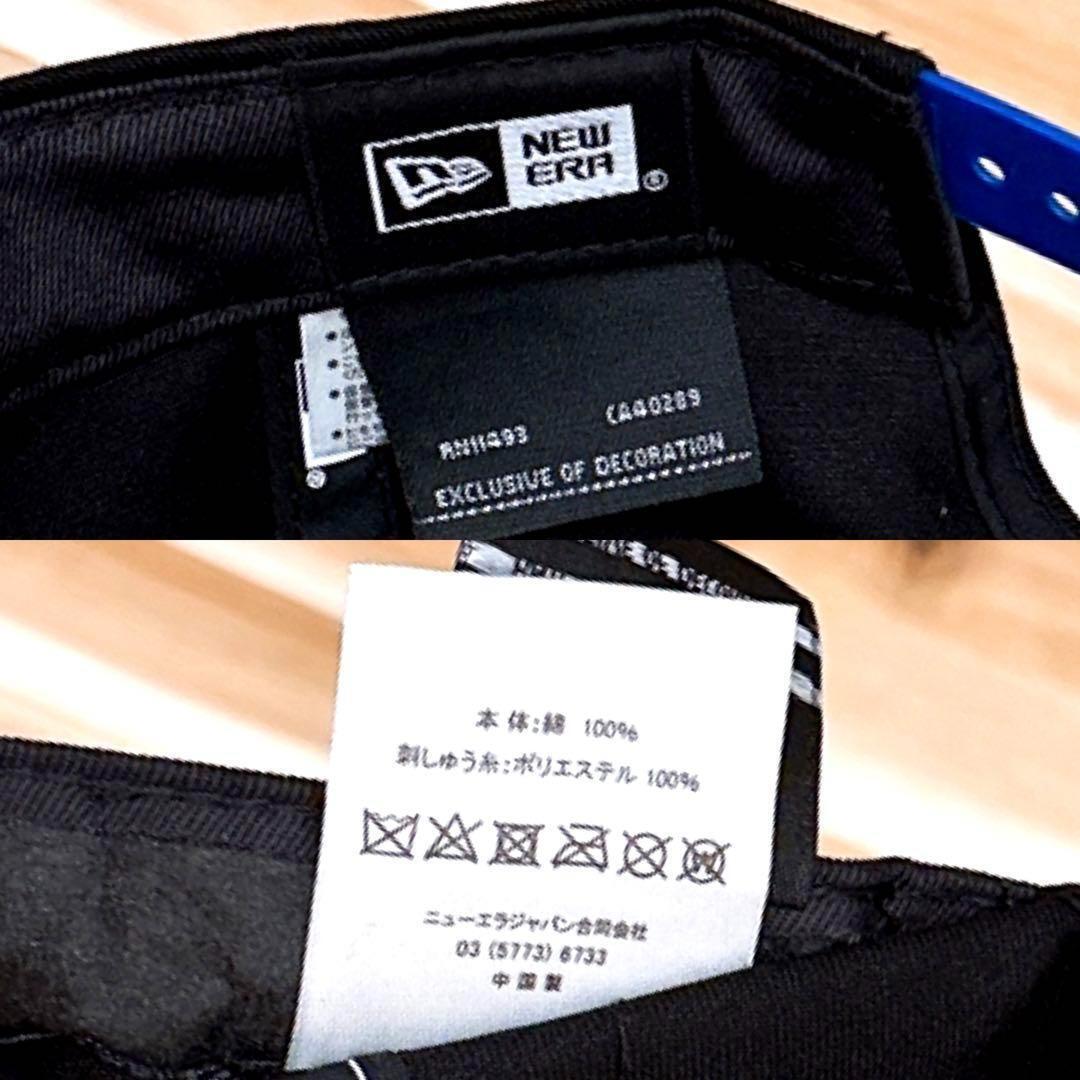 NEW
ERA
®
RN11493 CA40289
EXCLUSIVE OF DECORATION
本体:綿 100%
刺しゅう糸:ポリエステル 100%
ニューエラジャパン合同会社
03 (5773) 6733
中国製